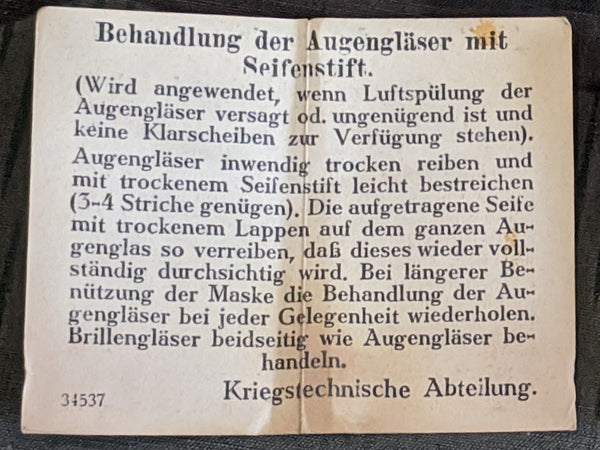 Behandlung der Augengläser mit
Seifenstift.
(Wird angewendet, wenn Luftspülung der
Augengläser versagt od. ungenügend ist und
keine Klarscheiben zur Verfügung stehen).
Augengläser inwendig trocken reiben und
mit trockenem Seifenstift leicht bestreichen
(3-4 Striche genügen). Die aufgetragene Seife
mit trockenem Lappen auf dem ganzen Au-
genglas so verreiben, daß dieses wieder voll-
ständig durchsichtig wird. Bei längerer Be-
nützung der Maske die Behandlung der Au-
gengläser bei jeder Gelegenheit wiederholen.
Brillengläser beidseitig wie Augengläser be-
handeln.
Kriegstechnische Abteilung.
34537